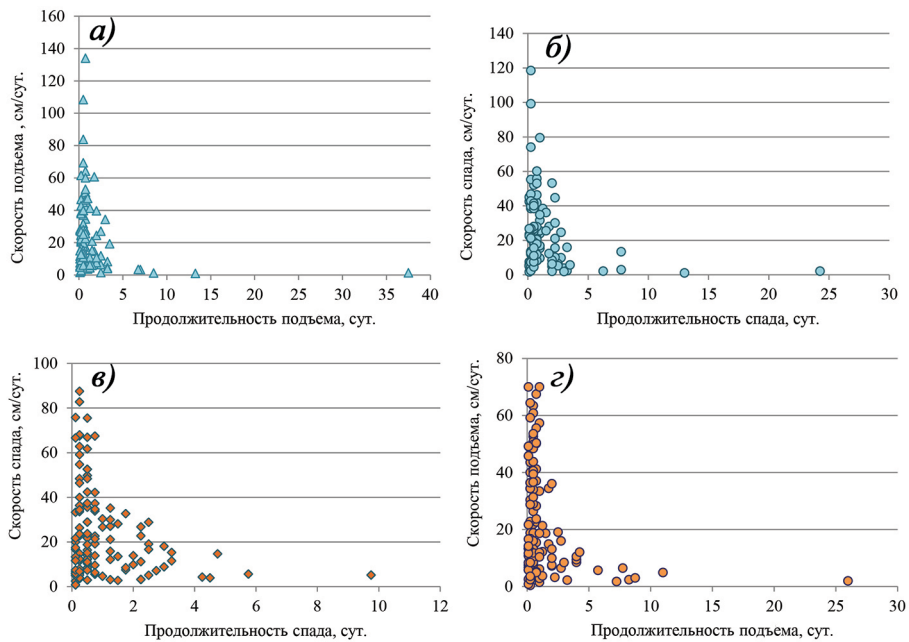 а)
Скорость подъема , см/сут.
160
140
120
100
80
60
40
20
0
0 5 10 15 20 25 30 35 40
Продолжительность подъема, сут.
б)
Скорость спада, см/сут.
140
120
100
80
60
40
20
0
0 5 10 15 20 25 30
Продолжительность спада, сут.
в)
Скорость спада, см/сут.
100
80
60
40
20
0
0 2 4 6 8 10 12
Продолжительность спада, сут.
г)
Скорость подъема, см/сут.
80
60
40
20
0
0 5 10 15 20 25 30
Продолжительность подъема, сут.